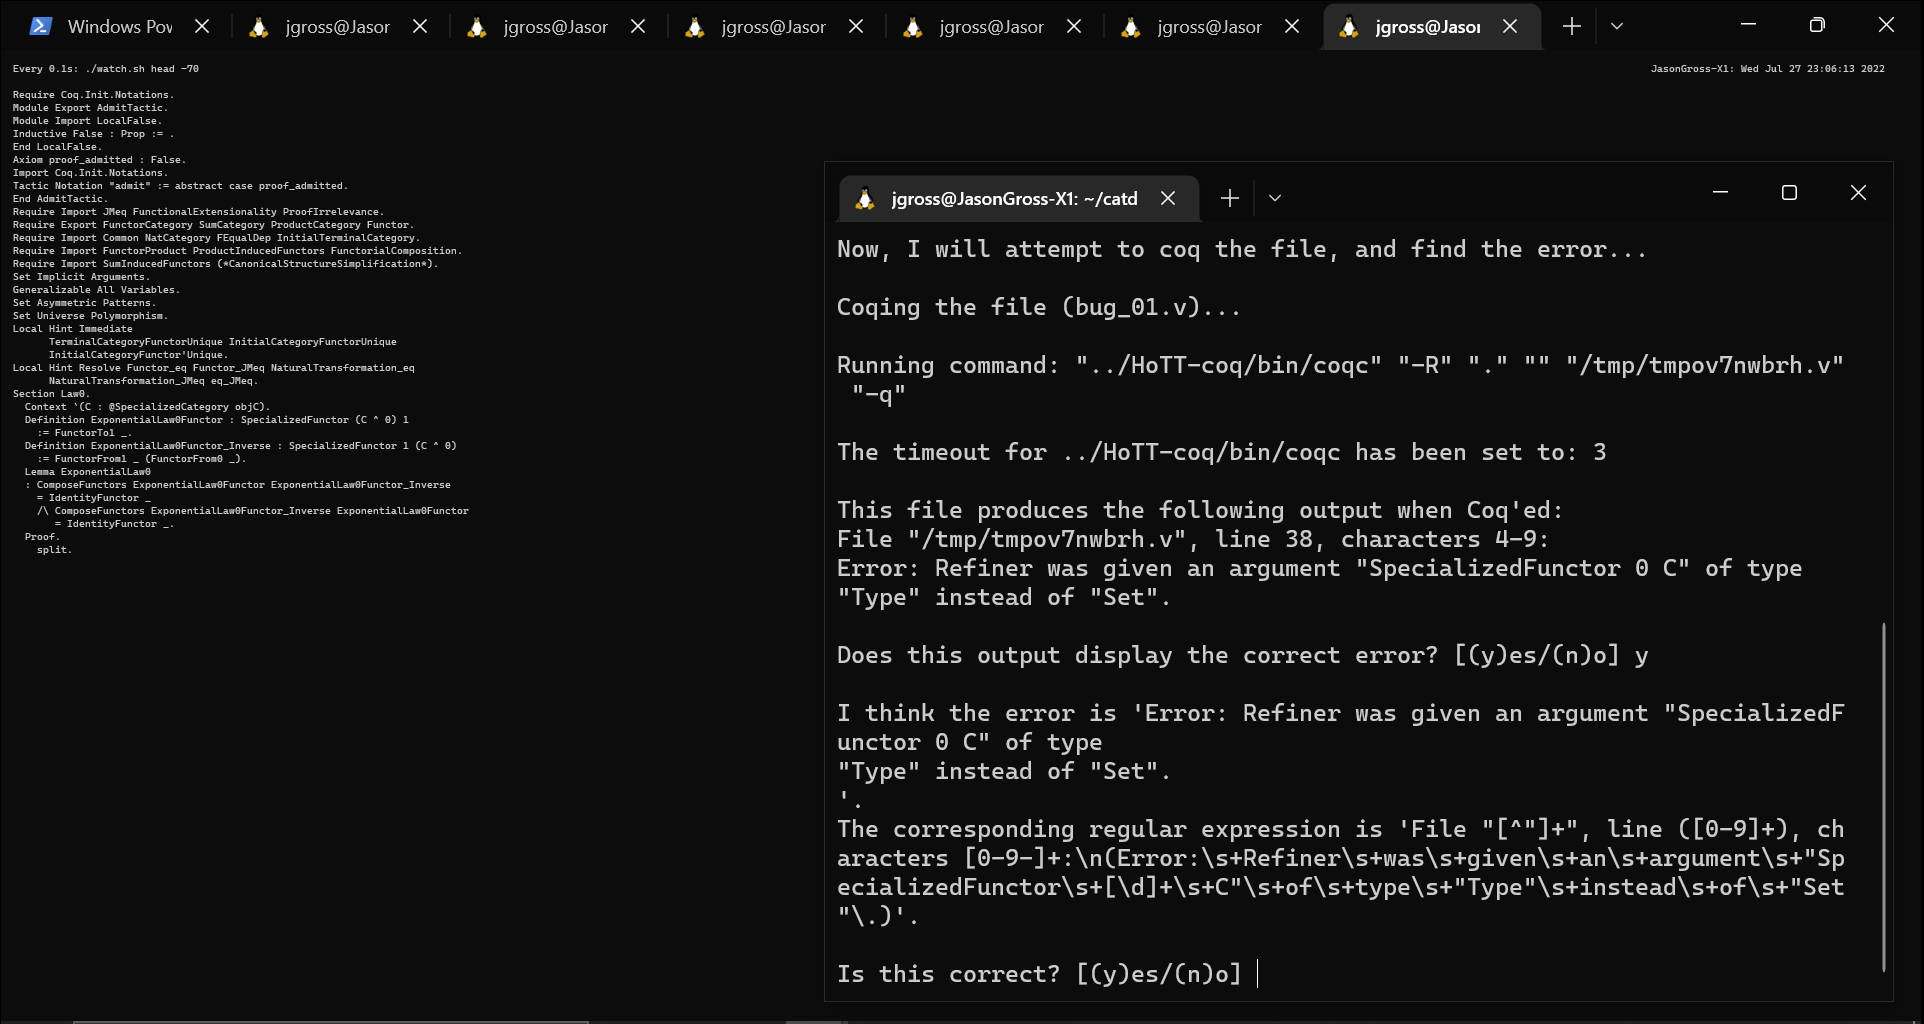 Windows Pov
jgross@Jasor
jgross@Jasor
jgross@Jasor
jgross@Jasor
jgross@Jasor
jgross@Jasor
Every 0.1s: ./watch.sh head -70
JasonGross-X1: Wed Jul 27 23:06:13 2022
Require Coq.Init.Notations.
Module Export AdmitTactic.
Module Import LocalFalse.
Inductive False : Prop := .
End LocalFalse.
Axiom proof_admitted : False.
Import Coq.Init.Notations.
Tactic Notation "admit" := abstract case proof_admitted.
End AdmitTactic.
Require Import JMeq FunctionalExtensionality ProofIrrelevance.
Require Export FunctorCategory SumCategory ProductCategory Functor.
Require Import Common NatCategory FEqualDep InitialTerminalCategory.
Require Import FunctorProduct ProductInducedFunctors FunctorialComposition.
Require Import SumInducedFunctors (*CanonicalStructureSimplification*).
Set Implicit Arguments.
Generalizable All Variables.
Set Asymmetric Patterns.
Set Universe Polymorphism.
Local Hint Immediate
TerminalCategoryFunctorUnique InitialCategoryFunctorUnique
InitialCategoryFunctor'Unique.
Local Hint Resolve Functor_eq Functor_JMeq NaturalTransformation_eq
NaturalTransformation_JMeq eq_JMeq.
Section Law0.
Context `(C : @SpecializedCategory objC).
Definition ExponentialLaw0Functor : SpecializedFunctor (C ^ 0) 1
:= FunctorTo1 _.
Definition ExponentialLaw0Functor_Inverse : SpecializedFunctor 1 (C ^ 0)
:= FunctorFrom1 _ (FunctorFrom0 _).
Lemma ExponentialLaw0
: ComposeFunctors ExponentialLaw0Functor ExponentialLaw0Functor_Inverse
= IdentityFunctor _
/\ ComposeFunctors ExponentialLaw0Functor_Inverse ExponentialLaw0Functor
= IdentityFunctor _.
Proof.
split.
jgross@JasonGross-X1: ~/catd
Now, I will attempt to coq the file, and find the error...
Coqing the file (bug_01.v)...
Running command: "../HoTT-coq/bin/coqc" "-R" "." "" "/tmp/tmpov7nwbrh.v"
"-q"
The timeout for ../HoTT-coq/bin/coqc has been set to: 3
This file produces the following output when Coq'ed:
File "/tmp/tmpov7nwbrh.v", line 38, characters 4-9:
Error: Refiner was given an argument "SpecializedFunctor 0 C" of type
"Type" instead of "Set".
Does this output display the correct error? [(y)es/(n)o] y
I think the error is 'Error: Refiner was given an argument "SpecializedF
unctor 0 C" of type
"Type" instead of "Set".
'.
The corresponding regular expression is 'File "[^"]+", line ([0-9]+), ch
aracters [0-9-]+:\n(Error:\s+Refiner\s+was\s+given\s+an\s+argument\s+"Sp
ecializedFunctor\s+[\d]+\s+C"\s+of\s+type\s+"Type"\s+instead\s+of\s+"Set
"\.)'.
Is this correct? [(y)es/(n)o]